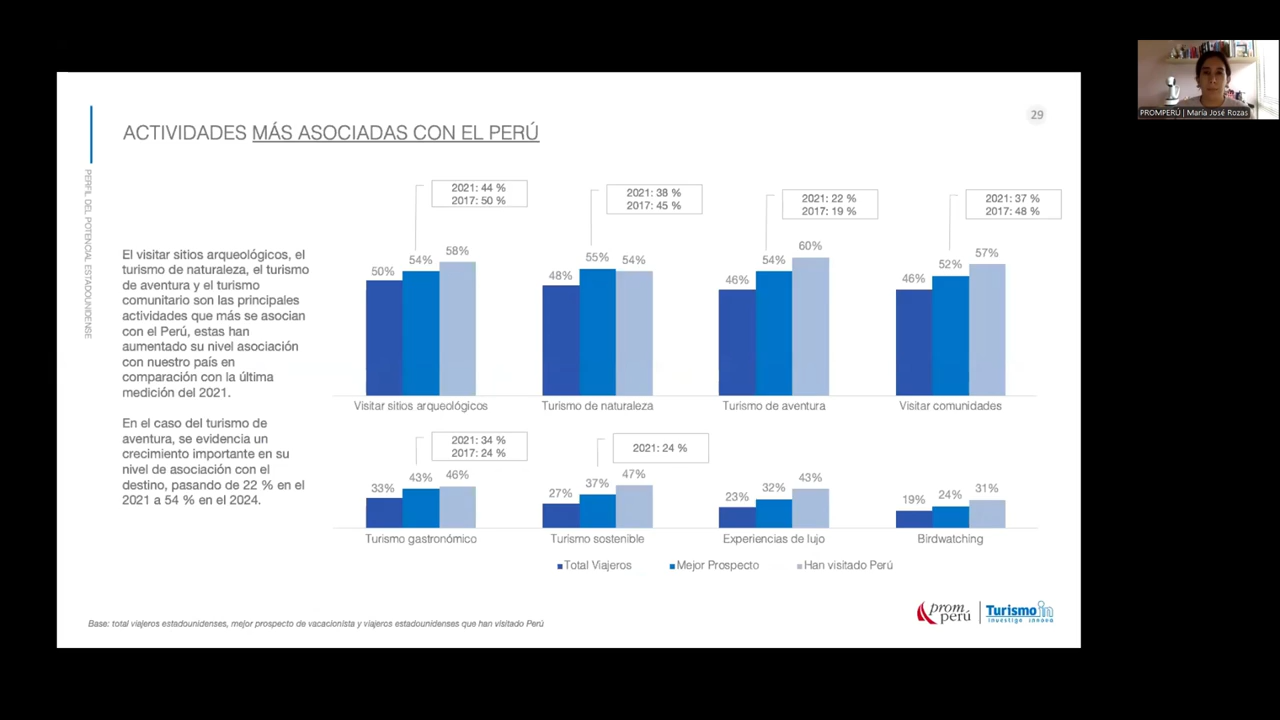 PROMPERÚ | María José Rozas
29
ACTIVIDADES MÁS ASOCIADAS CON EL PERÚ
PERFIL DEL POTENCIAL ESTADOUNIDENSE
El visitar sitios arqueológicos, el
turismo de naturaleza, el turismo
de aventura y el turismo
comunitario son las principales
actividades que más se asocian
con el Perú, estas han
aumentado su nivel asociación
con nuestro país en
comparación con la última
medición del 2021.
En el caso del turismo de
aventura, se evidencia un
crecimiento importante en su
nivel de asociación con el
destino, pasando de 22 % en el
2021 a 54 % en el 2024.
2021: 44 %
2017: 50 %
50%
54%
58%
Visitar sitios arqueológicos
2021: 38 %
2017: 45 %
48%
55%
54%
Turismo de naturaleza
2021: 22 %
2017: 19 %
46%
54%
60%
Turismo de aventura
2021: 37 %
2017: 48 %
46%
52%
57%
Visitar comunidades
2021: 34 %
2017: 24 %
33%
43%
46%
Turismo gastronómico
2021: 24 %
27%
37%
47%
Turismo sostenible
23%
32%
43%
Experiencias de lujo
19%
24%
31%
Birdwatching
Total Viajeros
Mejor Prospecto
Han visitado Perú
Base: total viajeros estadounidenses, mejor prospecto de vacacionista y viajeros estadounidenses que han visitado Perú
prom
perú
Turismo in
investiga innova